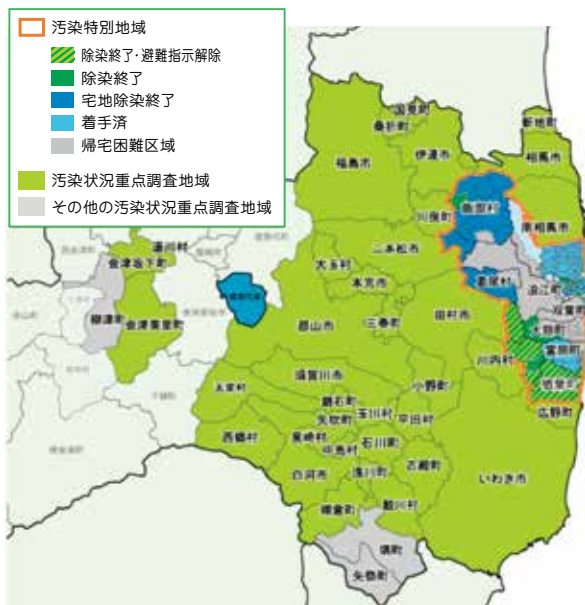 汚染特別地域
除染終了・避難指示解除
除染終了
宅地除染終了
着手済
帰宅困難区域
汚染状況重点調査地域
その他の汚染状況重点調査地域
国見町
桑折町
新地町
伊達市
相馬市
福島市
飯舘村
川俣町
南相馬市
湯川村
会津坂下町
二本松市
大玉村
本宮市
葛尾村
浪江町
双葉町
柳津町
会津美里町
郡山市
三春町
田村市
大熊町
富岡町
川内村
楢葉町
須賀川市
小野町
広野町
天栄村
鏡石町
玉川村
矢吹町
平田村
西郷村
泉崎村
石川町
中島村
古殿町
いわき市
白河市
浅川町
棚倉町
鮫川村
塙町
矢祭町